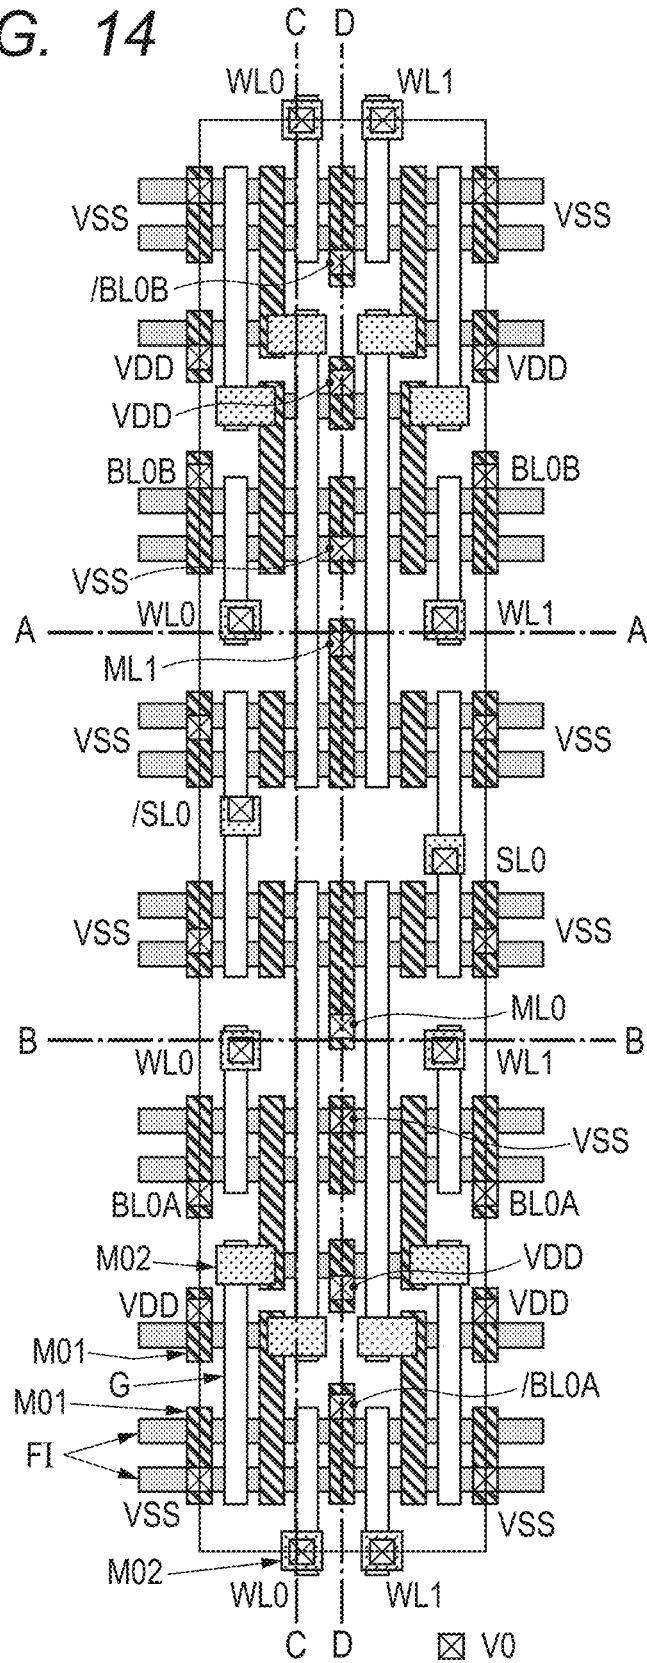 G. 14
C D
WL0 WL1
VSS VSS
/BL0B
VDD VDD
VDD
BL0B BL0B
VSS
WL0 WL1
A A
ML1
VSS VSS
/SL0
SL0
VSS VSS
ML0
B B
WL0 WL1
VSS
BL0A BL0A
M02 VDD
VDD VDD
M01
G /BL0A
M01
FI
VSS VSS
M02
WL0 WL1
C D V0